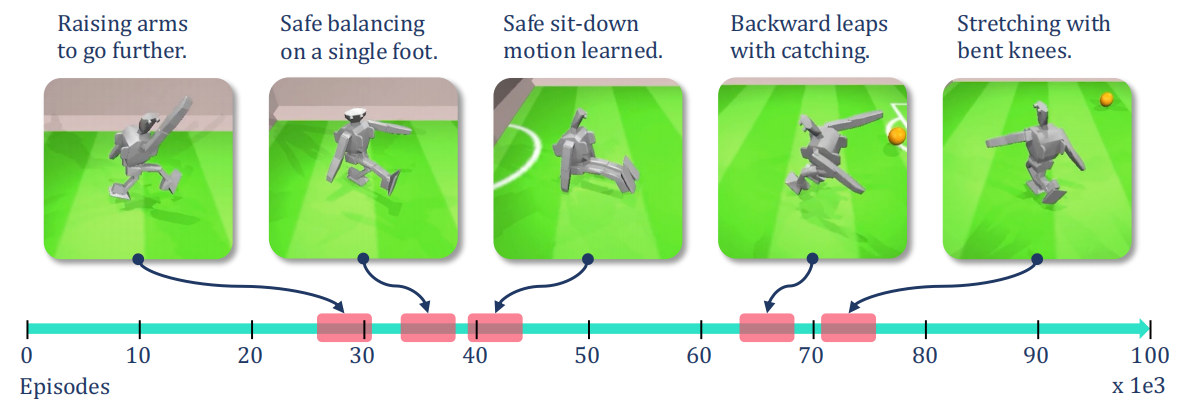 Raising arms
to go further.
Safe balancing
on a single foot.
Safe sit-down
motion learned.
Backward leaps
with catching.
Stretching with
bent knees.
0 10 20 30 40 50 60 70 80 90 100
Episodes x 1e3